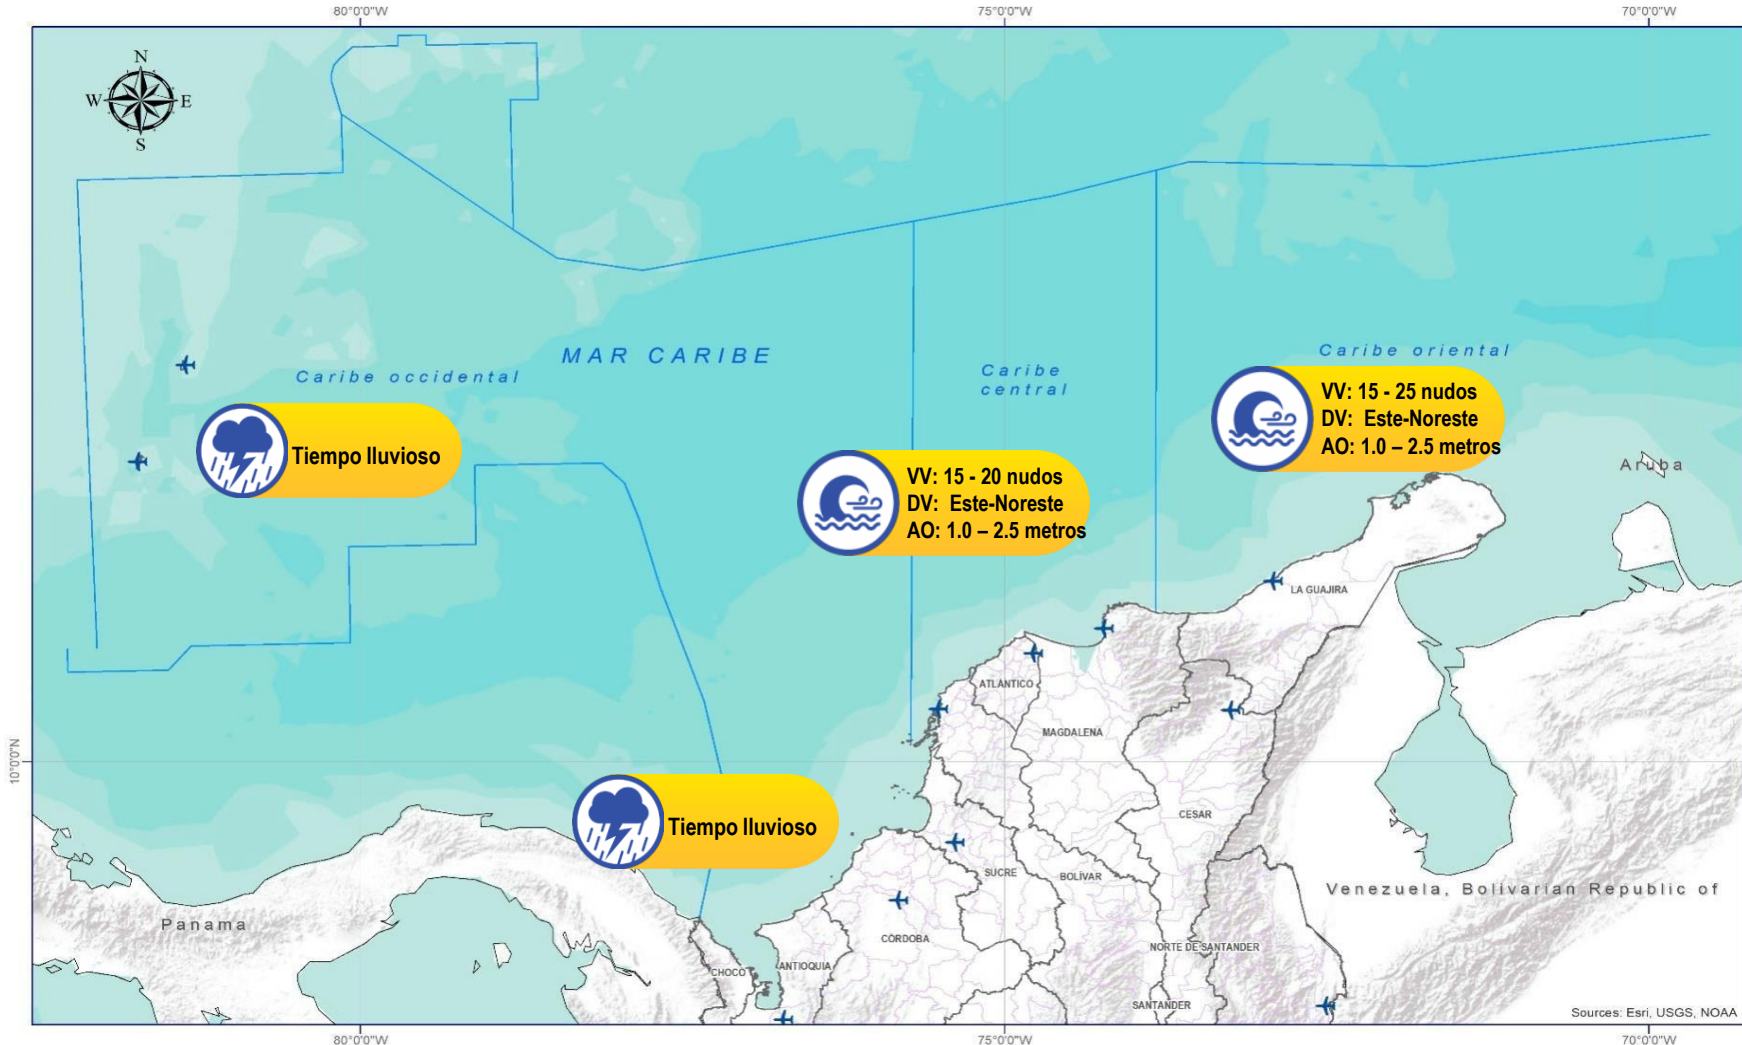 80°0'0"W
75°0'0"W
70°0'0"W
N
W
E
S
MAR CARIBE
Caribe occidental
Caribe
central
Caribe oriental
VV: 15 - 25 nudos
DV: Este-Noreste
AO: 1.0 – 2.5 metros
Tiempo lluvioso
VV: 15 - 20 nudos
DV: Este-Noreste
AO: 1.0 – 2.5 metros
Aruba
LA GUAJIRA
ATLÁNTICO
MAGDALENA
10°0'0"N
CESAR
Tiempo lluvioso
SUCRE
BOLÍVAR
Venezuela, Bolivarian Republic of
Panama
CÓRDOBA
NORTE DE SANTANDER
CHOCÓ
ANTIOQUIA
SANTANDER
Sources: Esri, USGS, NOAA
80°0'0"W
75°0'0"W
70°0'0"W